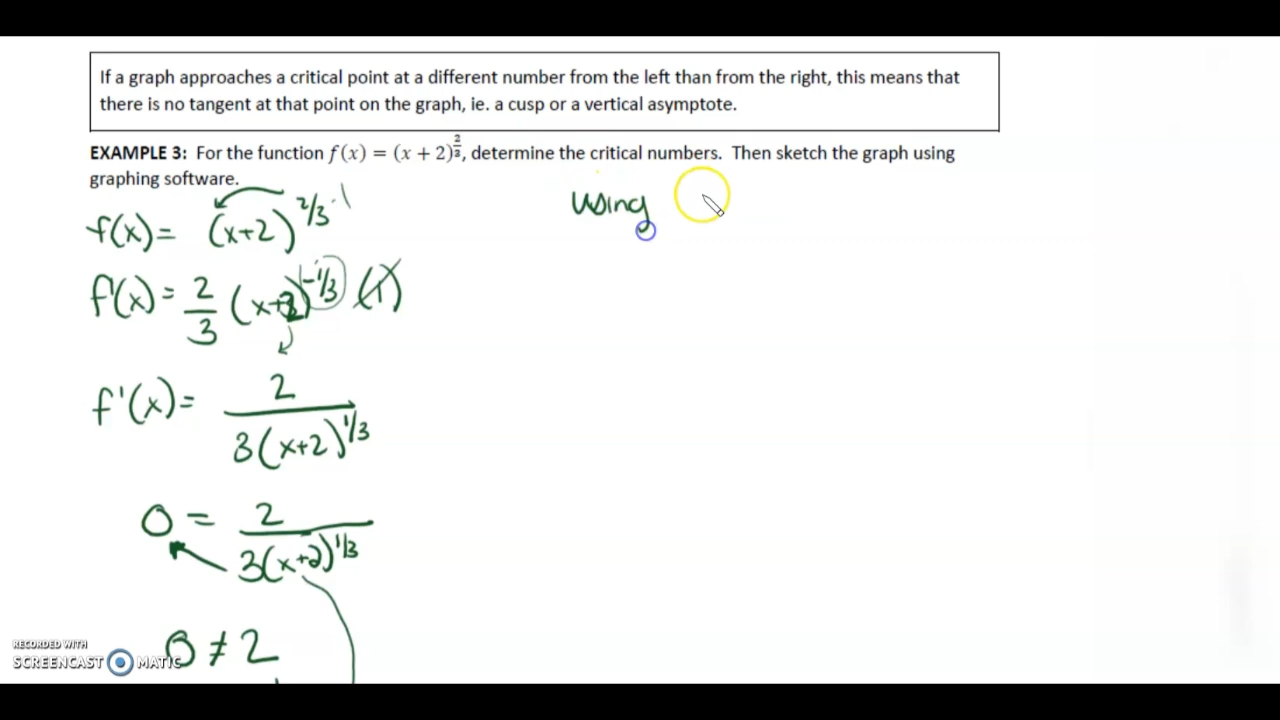 If a graph approaches a critical point at a different number from the left than from the right, this means that
there is no tangent at that point on the graph, ie. a cusp or a vertical asymptote.
EXAMPLE 3: For the function f(x) = (x + 2)^(2/3), determine the critical numbers. Then sketch the graph using
graphing software.
f(x) = (x+2)^(2/3 - 1)
using
f'(x) = 2/3 (x+2)^(-1/3) (1)
f'(x) = 2/(3(x+2)^(1/3))
0 = 2/(3(x+2)^(1/3))
0 ≠ 2
RECORDED WITH
SCREENCAST MATIC